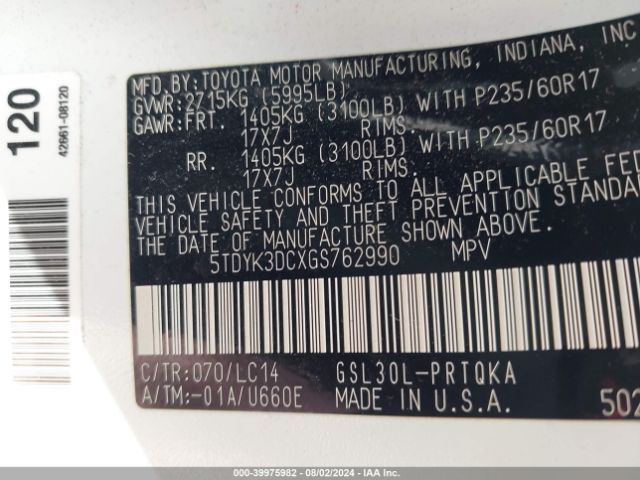 120
42661-08120
MFD. BY: TOYOTA MOTOR MANUFACTURING, INDIANA, INC
GVWR: 2715KG (5995LB)
GAWR: FRT. 1405KG (3100LB) WITH P235/60R17
17X7J RIMS.
RR. 1405KG (3100LB) WITH P235/60R17
17X7J RIMS.
THIS VEHICLE CONFORMS TO ALL APPLICABLE FED
VEHICLE SAFETY AND THEFT PREVENTION STANDA
THE DATE OF MANUFACTURE SHOWN ABOVE.
5TDYK3DCXGS762990 MPV
C/TR: 070/LC14 GSL30L-PRTQKA
A/TM: -01A/U660E MADE IN U.S.A. 502
000-39975982 - 08/02/2024 - IAAI.com